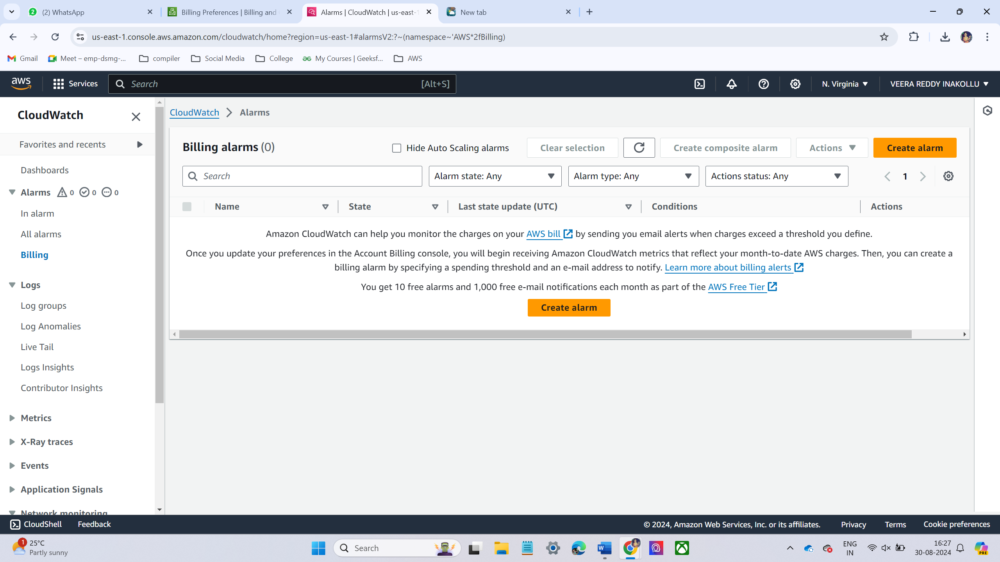 2 (2) WhatsApp
Billing Preferences | Billing and
Alarms | CloudWatch | us-east-1
New tab
us-east-1.console.aws.amazon.com/cloudwatch/home?region=us-east-1#alarmsV2:?~(namespace~'AWS*2fBilling)
Gmail
Meet – emp-dsmg-...
compiler
Social Media
College
My Courses | Geeksf...
AWS
aws
Services
Search [Alt+S]
N. Virginia
VEERA REDDY INAKOLLU
CloudWatch
Favorites and recents
Dashboards
Alarms 0 0 0
In alarm
All alarms
Billing
Logs
Log groups
Log Anomalies
Live Tail
Logs Insights
Contributor Insights
Metrics
X-Ray traces
Events
Application Signals
Network monitoring
CloudWatch Alarms
Billing alarms (0)
Hide Auto Scaling alarms
Clear selection
Create composite alarm
Actions
Create alarm
Search
Alarm state: Any
Alarm type: Any
Actions status: Any
1
Name
State
Last state update (UTC)
Conditions
Actions
Amazon CloudWatch can help you monitor the charges on your AWS bill by sending you email alerts when charges exceed a threshold you define.
Once you update your preferences in the Account Billing console, you will begin receiving Amazon CloudWatch metrics that reflect your month-to-date AWS charges. Then, you can create a
billing alarm by specifying a spending threshold and an e-mail address to notify. Learn more about billing alerts
You get 10 free alarms and 1,000 free e-mail notifications each month as part of the AWS Free Tier
Create alarm
CloudShell
Feedback
© 2024, Amazon Web Services, Inc. or its affiliates.
Privacy
Terms
Cookie preferences
1
25°C
Partly sunny
Search
W
ENG
IN
16:27
30-08-2024
PRE